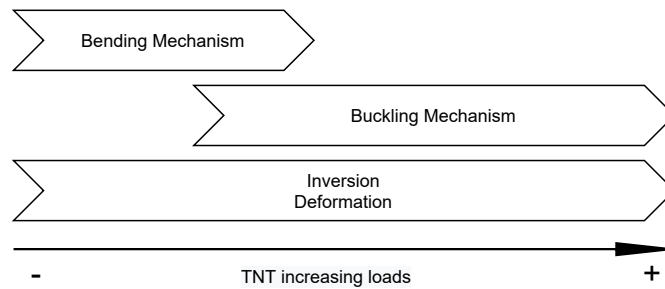 Bending Mechanism
Buckling Mechanism
Inversion
Deformation
- TNT increasing loads +